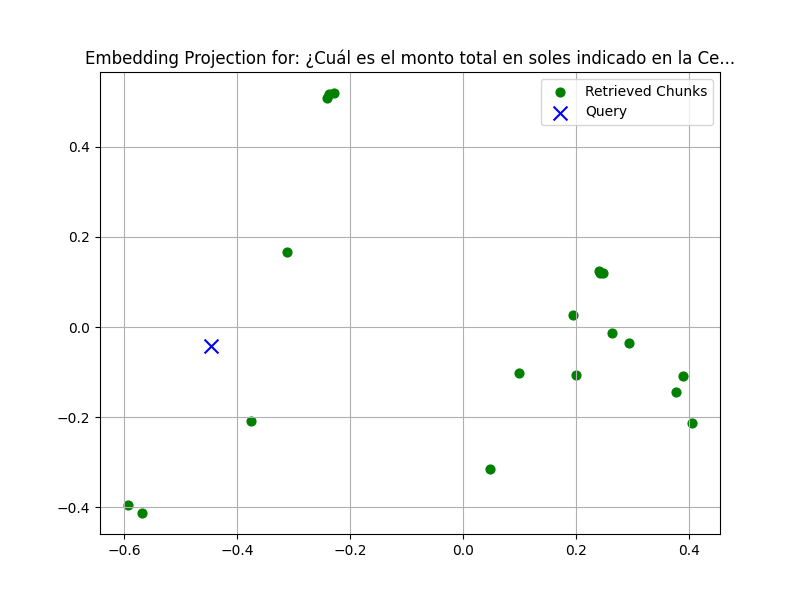 Embedding Projection for: ¿Cuál es el monto total en soles indicado en la Ce...
Retrieved Chunks
Query
0.4
0.2
0.0
−0.2
−0.4
−0.6 −0.4 −0.2 0.0 0.2 0.4